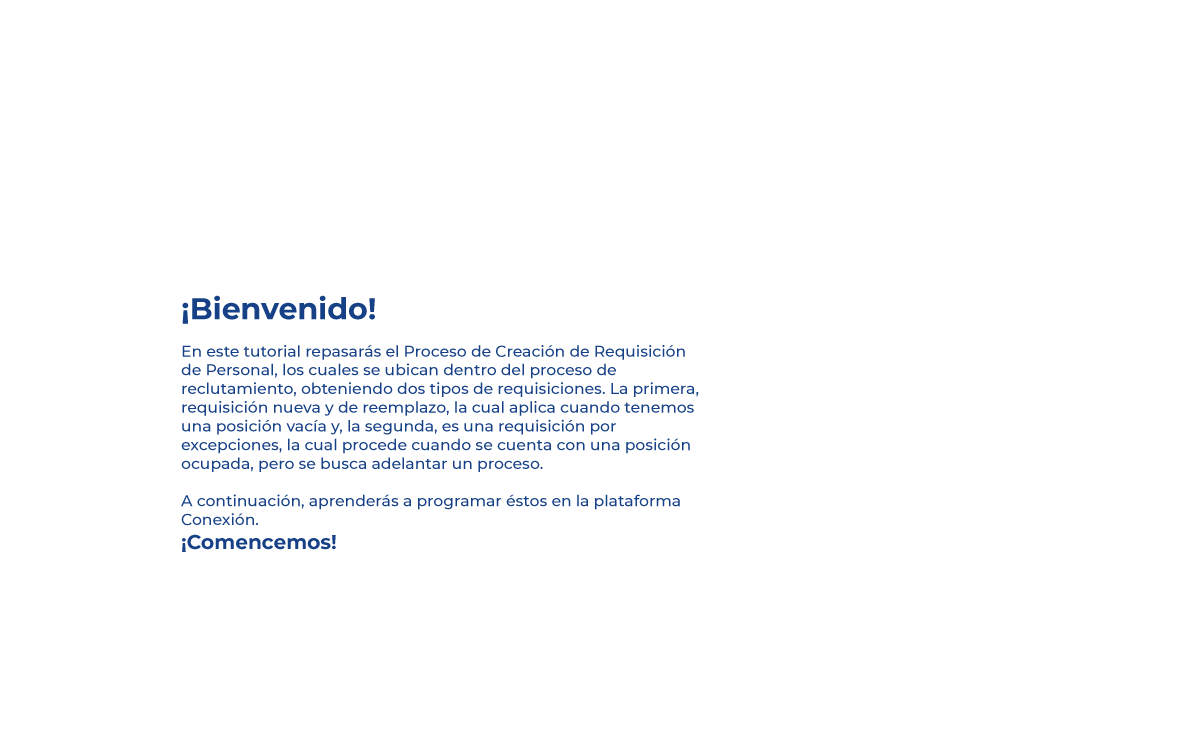 ¡Bienvenido!
En este tutorial repasarás el Proceso de Creación de Requisición
de Personal, los cuales se ubican dentro del proceso de
reclutamiento, obteniendo dos tipos de requisiciones. La primera,
requisición nueva y de reemplazo, la cual aplica cuando tenemos
una posición vacía y, la segunda, es una requisición por
excepciones, la cual procede cuando se cuenta con una posición
ocupada, pero se busca adelantar un proceso.
A continuación, aprenderás a programar éstos en la plataforma
Conexión.
¡Comencemos!